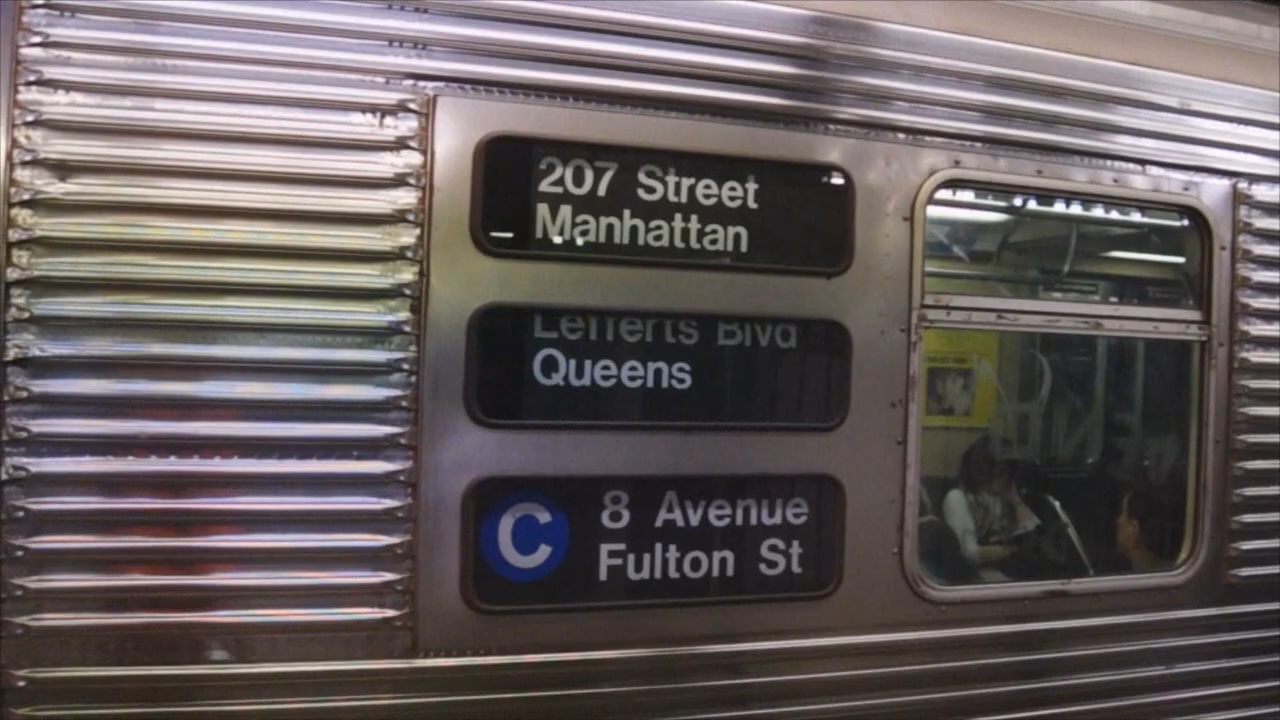 207 Street
Manhattan
Lefferts Blvd
Queens
C 8 Avenue
Fulton St